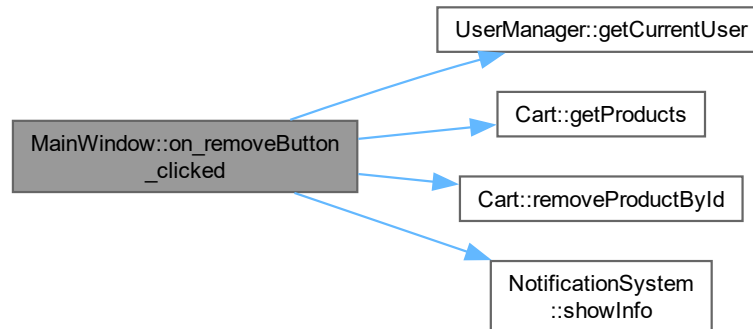 UserManager::getCurrentUser
Cart::getProducts
MainWindow::on_removeButton
_clicked
Cart::removeProductById
NotificationSystem
::showInfo